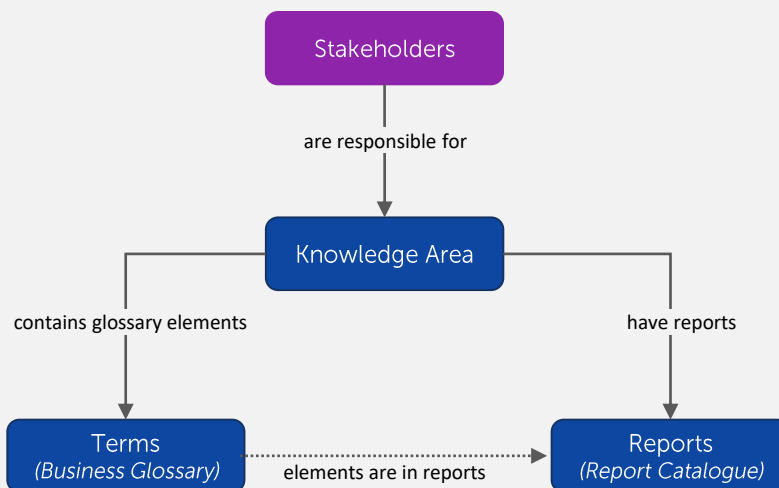 Stakeholders
are responsible for
Knowledge Area
contains glossary elements
have reports
Terms
(Business Glossary)
elements are in reports
Reports
(Report Catalogue)